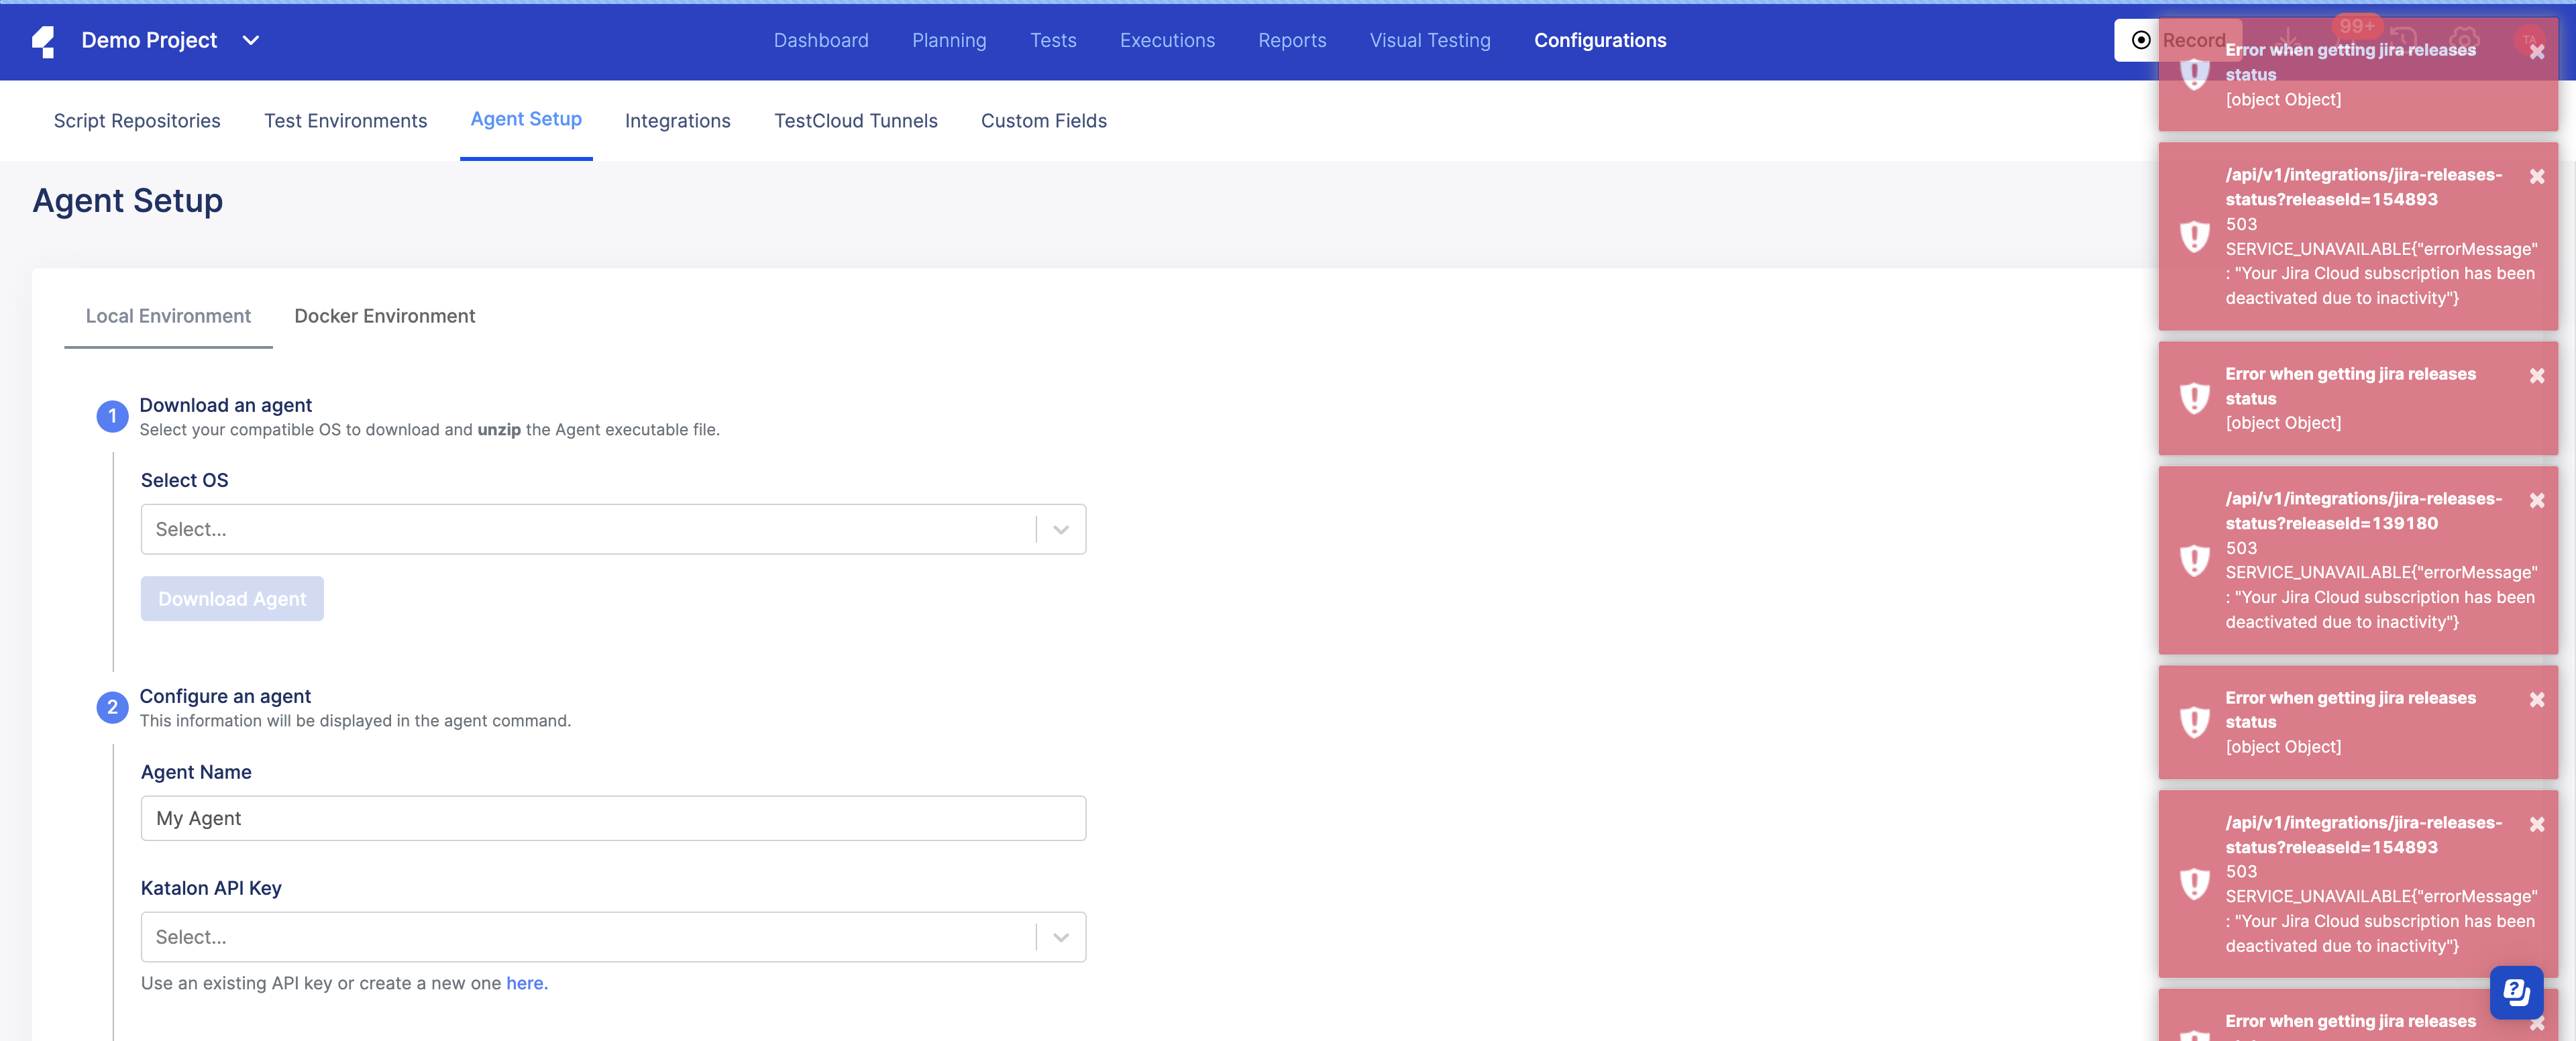 Demo Project
Dashboard
Planning
Tests
Executions
Reports
Visual Testing
Configurations
Record
99+
TA
Script Repositories
Test Environments
Agent Setup
Integrations
TestCloud Tunnels
Custom Fields
Agent Setup
Local Environment
Docker Environment
1
Download an agent
Select your compatible OS to download and unzip the Agent executable file.
Select OS
Select...
Download Agent
2
Configure an agent
This information will be displayed in the agent command.
Agent Name
My Agent
Katalon API Key
Select...
Use an existing API key or create a new one here.
Error when getting jira releases
status
[object Object]
/api/v1/integrations/jira-releases-
status?releaseId=154893
503
SERVICE_UNAVAILABLE{"errorMessage"
: "Your Jira Cloud subscription has been
deactivated due to inactivity"}
Error when getting jira releases
status
[object Object]
/api/v1/integrations/jira-releases-
status?releaseId=139180
503
SERVICE_UNAVAILABLE{"errorMessage"
: "Your Jira Cloud subscription has been
deactivated due to inactivity"}
Error when getting jira releases
status
[object Object]
/api/v1/integrations/jira-releases-
status?releaseId=154893
503
SERVICE_UNAVAILABLE{"errorMessage"
: "Your Jira Cloud subscription has been
deactivated due to inactivity"}
Error when getting jira releases